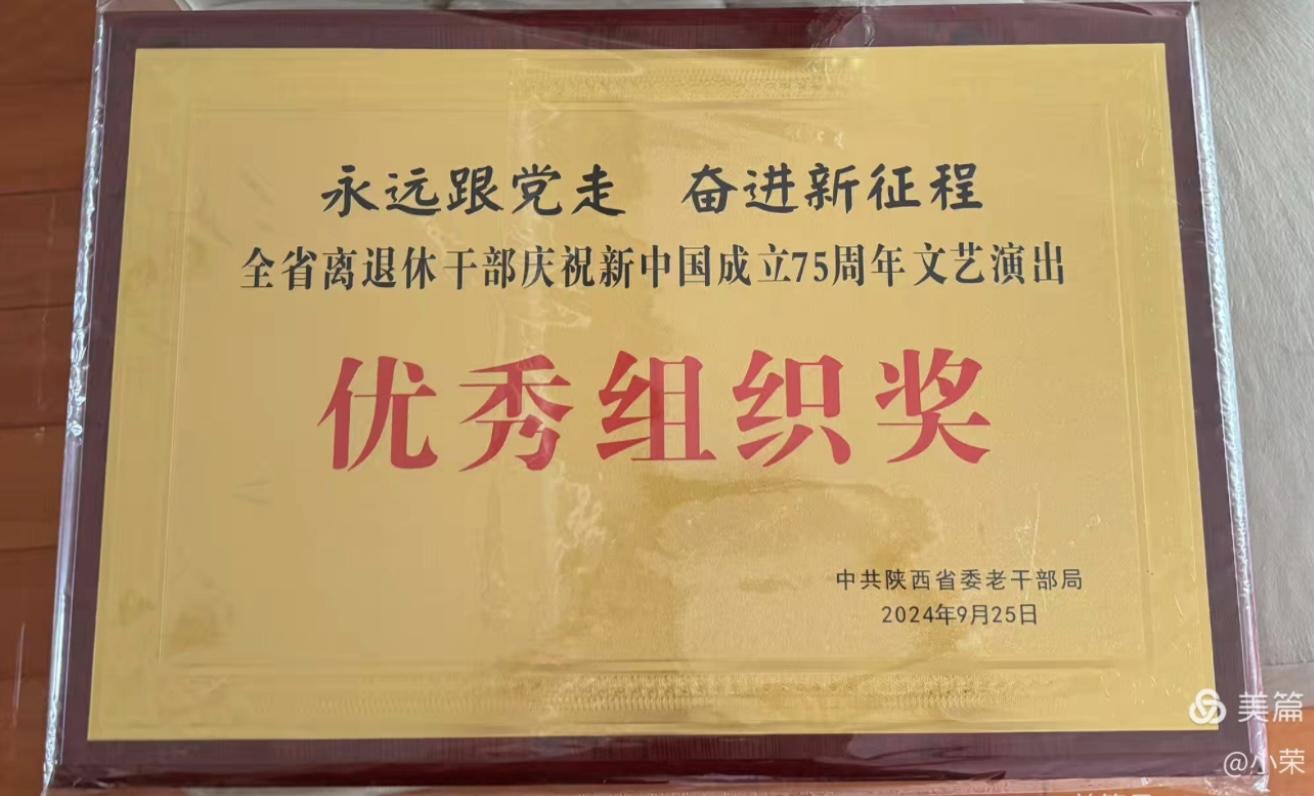 永远跟党走 奋进新征程
全省离退休干部庆祝新中国成立75周年文艺演出
优秀组织奖
中共陕西省委老干部局
2024年9月25日
美篇
@小荣